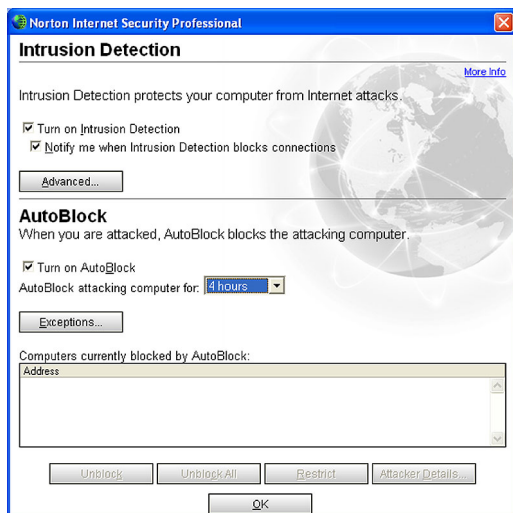 Norton Internet Security Professional
Intrusion Detection
More Info
Intrusion Detection protects your computer from Internet attacks.
Turn on Intrusion Detection
Notify me when Intrusion Detection blocks connections
Advanced...
AutoBlock
When you are attacked, AutoBlock blocks the attacking computer.
Turn on AutoBlock
AutoBlock attacking computer for: 4 hours
Exceptions...
Computers currently blocked by AutoBlock:
Address
Unblock Unblock All Restrict Attacker Details...
OK